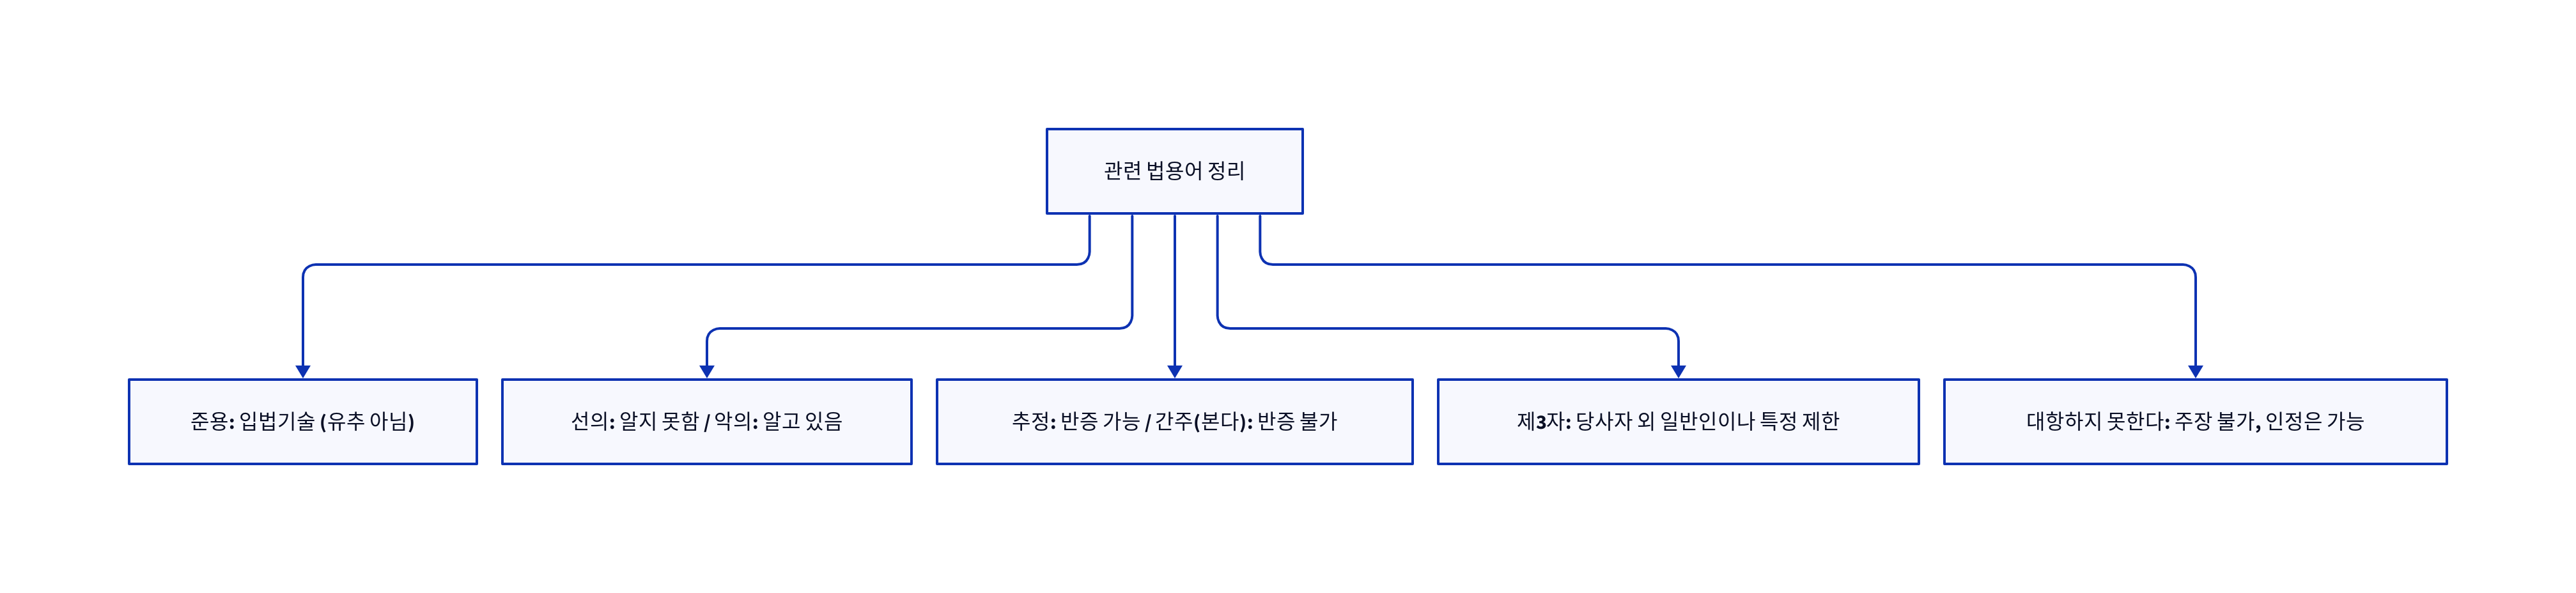 관련 법용어 정리
준용: 입법기술 (유추 아님)
선의: 알지 못함 / 악의: 알고 있음
추정: 반증 가능 / 간주(본다): 반증 불가
제3자: 당사자 외 일반인이나 특정 제한
대항하지 못한다: 주장 불가, 인정은 가능